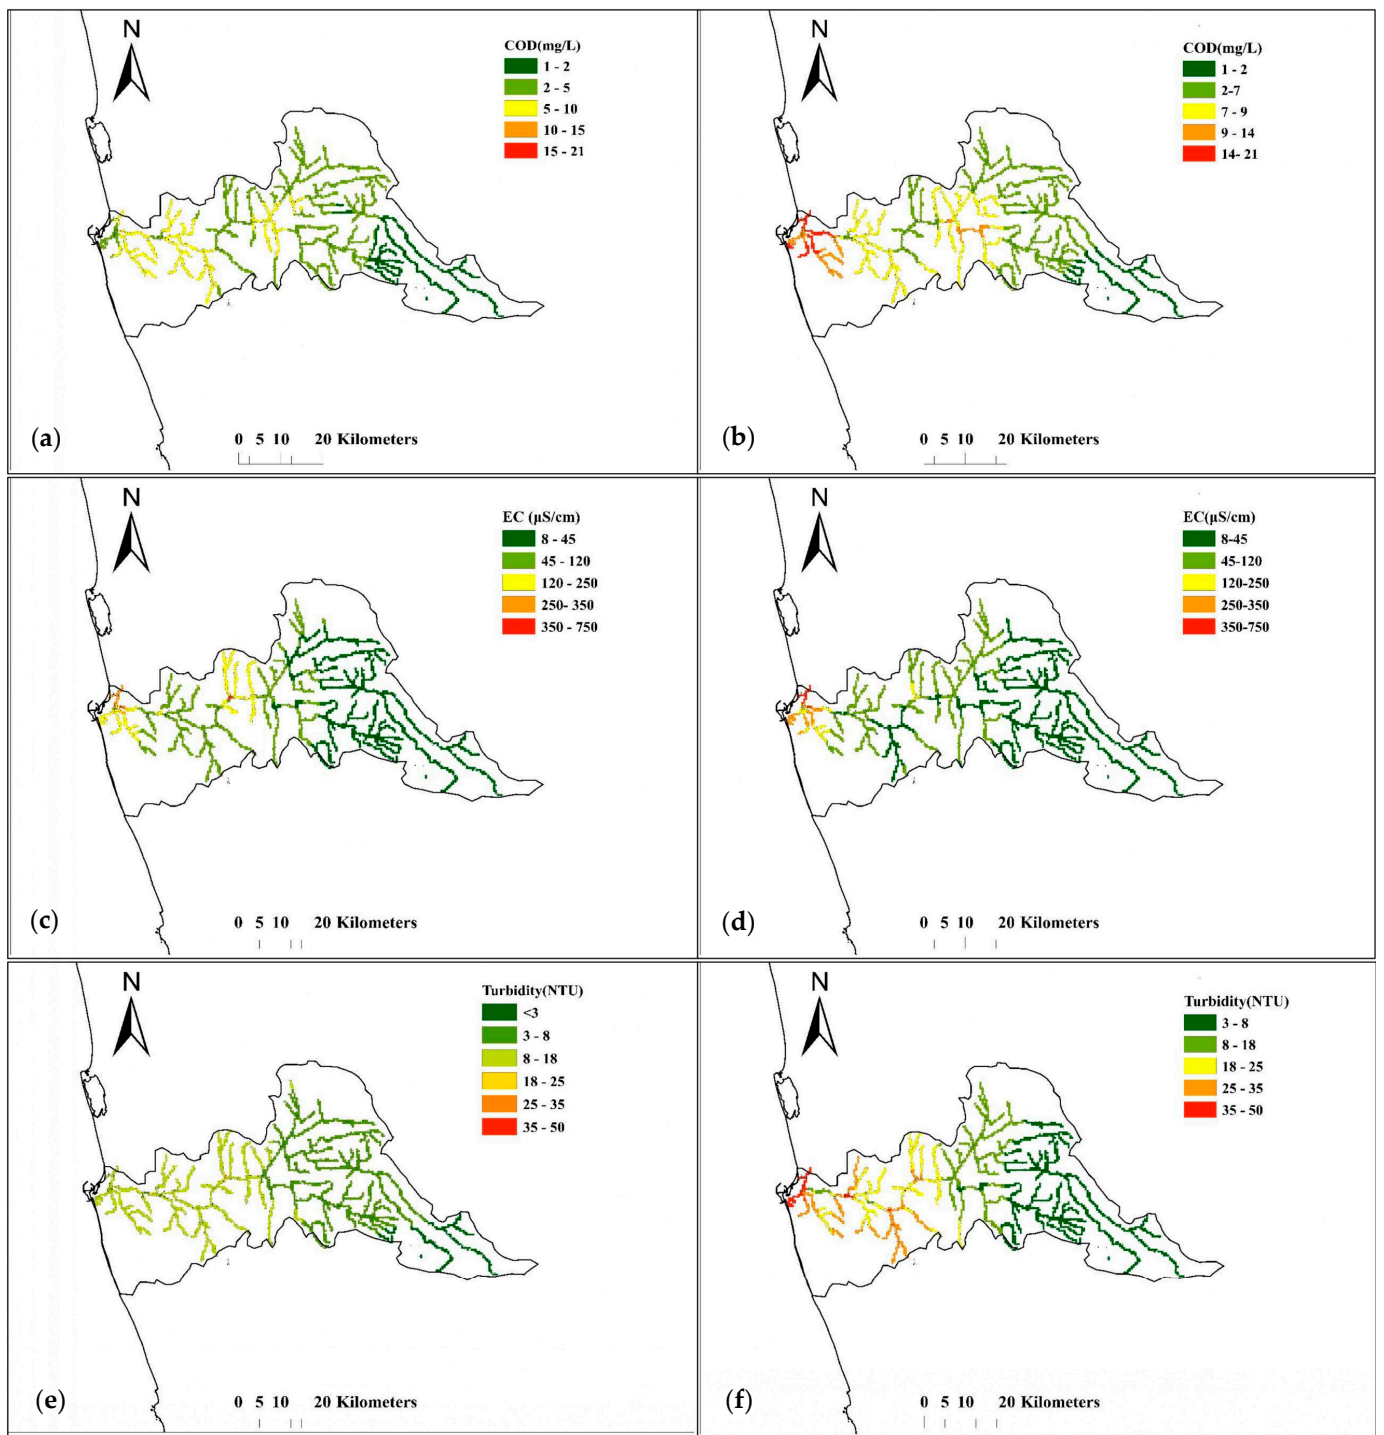 N
COD(mg/L)
1 - 2
2 - 5
5 - 10
10 - 15
15 - 21
(a)
0 5 10 20 Kilometers
N
COD(mg/L)
1 - 2
2-7
7 - 9
9 - 14
14- 21
(b)
0 5 10 20 Kilometers
N
EC (µS/cm)
8 - 45
45 - 120
120 - 250
250- 350
350 - 750
(c)
0 5 10 20 Kilometers
N
EC(µS/cm)
8-45
45-120
120-250
250-350
350-750
(d)
0 5 10 20 Kilometers
N
Turbidity(NTU)
<3
3 - 8
8 - 18
18 - 25
25 - 35
35 - 50
(e)
0 5 10 20 Kilometers
N
Turbidity(NTU)
3 - 8
8 - 18
18 - 25
25 - 35
35 - 50
(f)
0 5 10 20 Kilometers